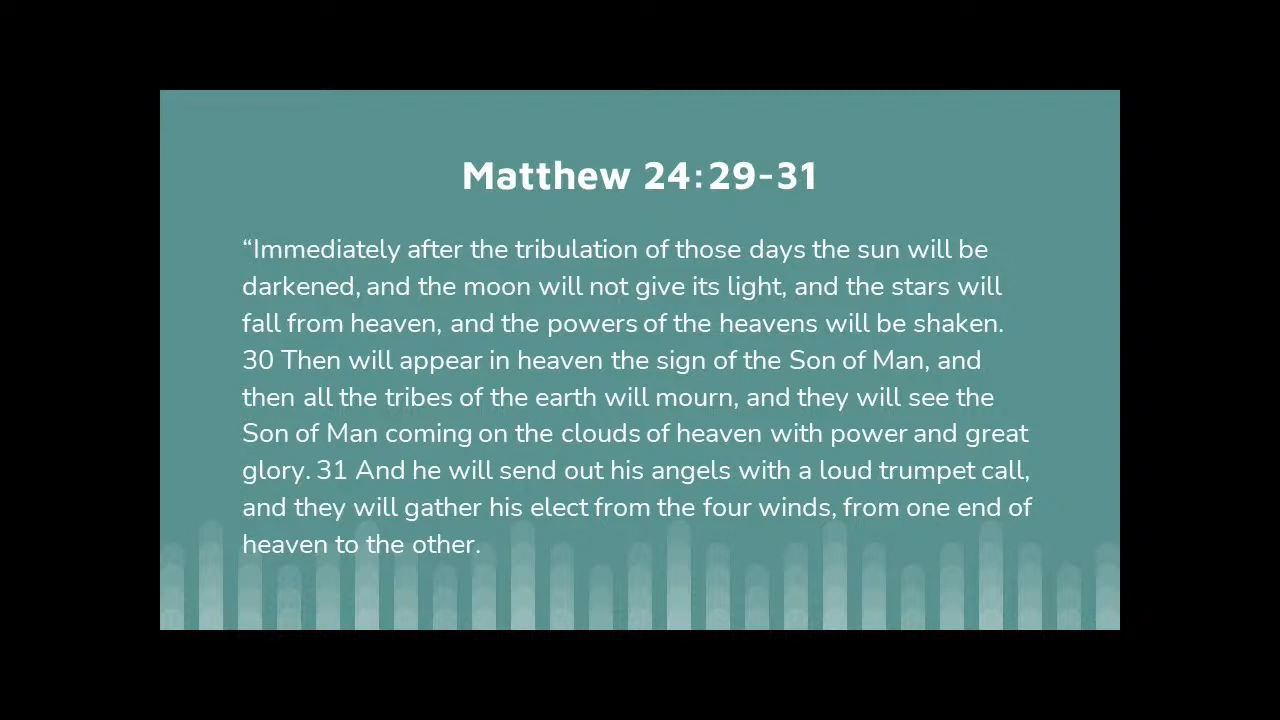 Matthew 24:29-31
“Immediately after the tribulation of those days the sun will be
darkened, and the moon will not give its light, and the stars will
fall from heaven, and the powers of the heavens will be shaken.
30 Then will appear in heaven the sign of the Son of Man, and
then all the tribes of the earth will mourn, and they will see the
Son of Man coming on the clouds of heaven with power and great
glory. 31 And he will send out his angels with a loud trumpet call,
and they will gather his elect from the four winds, from one end of
heaven to the other.